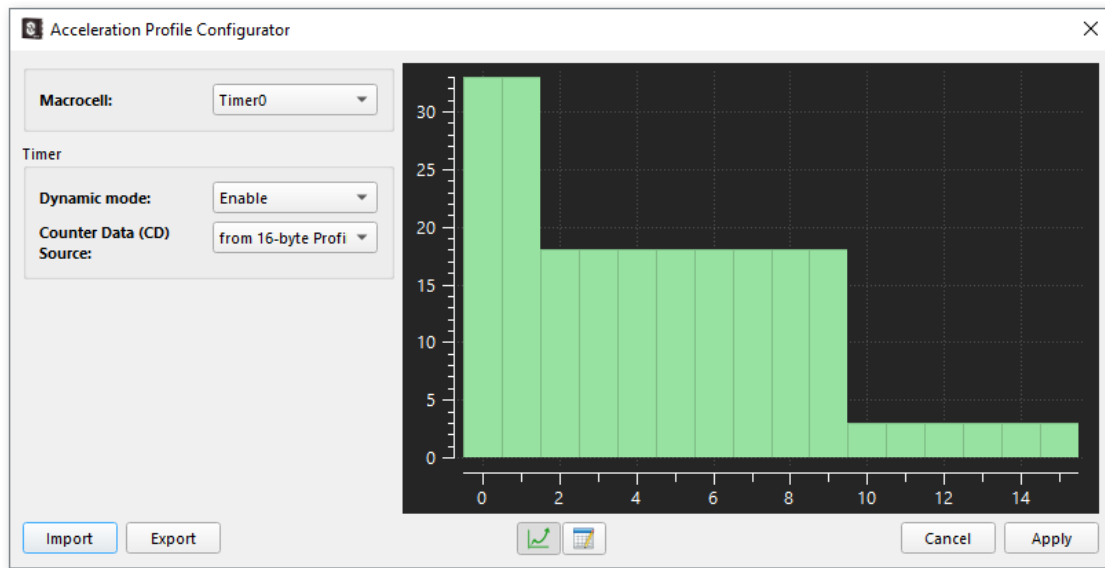 Acceleration Profile Configurator
Macrocell:
Timer0
Timer
Dynamic mode:
Enable
Counter Data (CD)
Source:
from 16-byte Profi
30
25
20
15
10
5
0
0 2 4 6 8 10 12 14
Import
Export
Cancel
Apply